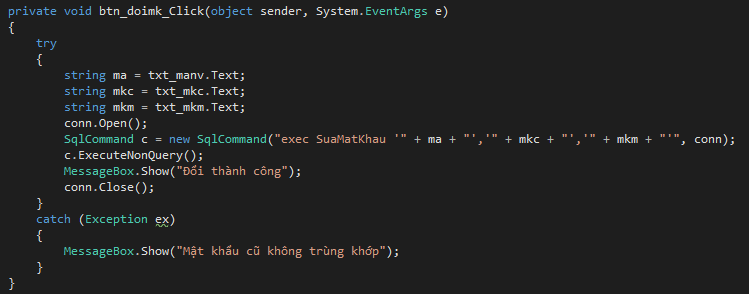 private void btn_doimk_Click(object sender, System.EventArgs e)
{
try
{
string ma = txt_manv.Text;
string mkc = txt_mkc.Text;
string mkm = txt_mkm.Text;
conn.Open();
SqlCommand c = new SqlCommand("exec SuaMatKhau '" + ma + "','" + mkc + "','" + mkm + "'", conn);
c.ExecuteNonQuery();
MessageBox.Show("Đổi thành công");
conn.Close();
}
catch (Exception ex)
{
MessageBox.Show("Mật khẩu cũ không trùng khớp");
}
}